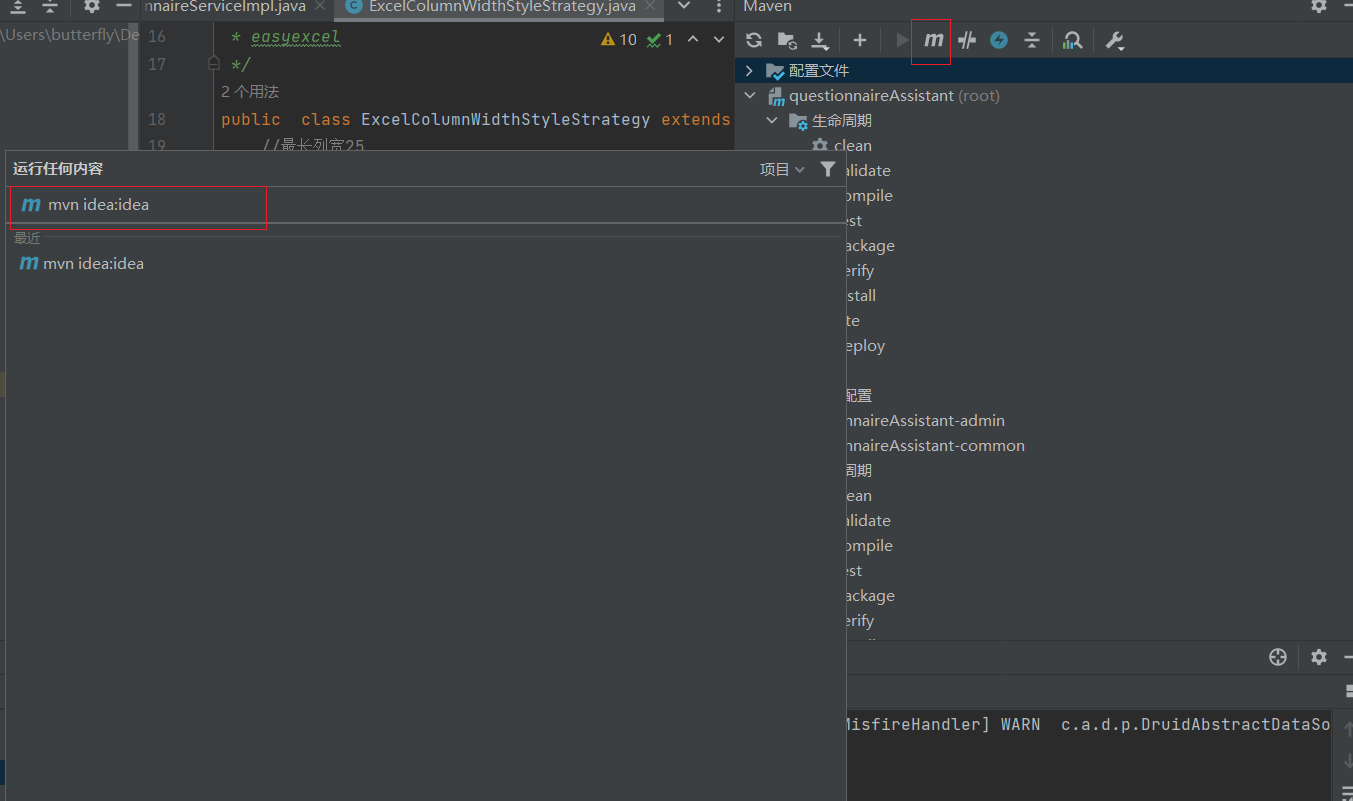 nnaireServiceImpl.java
ExcelColumnWidthStyleStrategy.java
Maven
\Users\butterfly\De
16 * easyexcel
10 1
17 */
2 个用法
18 public class ExcelColumnWidthStyleStrategy extends
19 //最长列宽25
配置文件
questionnaireAssistant (root)
生命周期
clean
运行任何内容
项目
m mvn idea:idea
最近
m mvn idea:idea
alidate
ompile
est
ackage
erify
stall
te
eploy
配置
nnaireAssistant-admin
nnaireAssistant-common
周期
ean
alidate
ompile
est
ackage
erify
MisfireHandler] WARN c.a.d.p.DruidAbstractDataSo